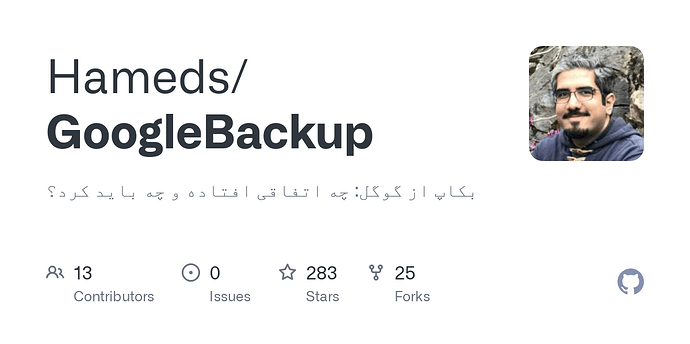 Hameds/
GoogleBackup
بکاپ از گوگل: چه اتفاقی افتاده و چه باید کرد؟
13 0 283 25
Contributors Issues Stars Forks